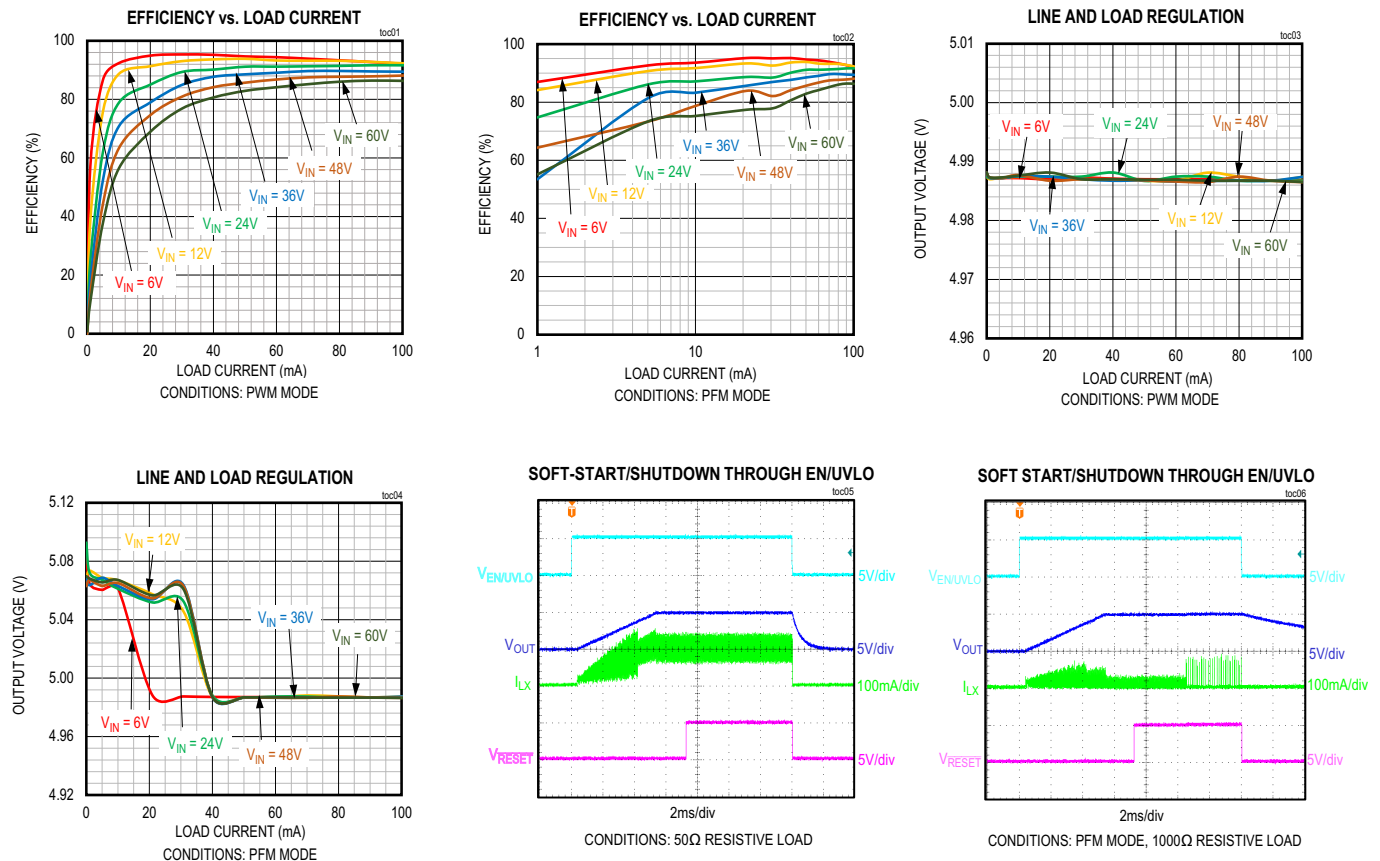 EFFICIENCY vs. LOAD CURRENT
toc01
100
80
60
40
20
0
EFFICIENCY (%)
VIN = 60V
VIN = 48V
VIN = 36V
VIN = 24V
VIN = 12V
VIN = 6V
0 20 40 60 80 100
LOAD CURRENT (mA)
CONDITIONS: PWM MODE
EFFICIENCY vs. LOAD CURRENT
toc02
100
80
60
40
20
0
EFFICIENCY (%)
VIN = 36V
VIN = 60V
VIN = 24V
VIN = 48V
VIN = 12V
VIN = 6V
1 10 100
LOAD CURRENT (mA)
CONDITIONS: PFM MODE
LINE AND LOAD REGULATION
toc03
5.01
5.00
4.99
4.98
4.97
4.96
OUTPUT VOLTAGE (V)
VIN = 6V
VIN = 24V
VIN = 48V
VIN = 36V
VIN = 12V
VIN = 60V
0 20 40 60 80 100
LOAD CURRENT (mA)
CONDITIONS: PWM MODE
LINE AND LOAD REGULATION
toc04
5.12
5.08
5.04
5.00
4.96
4.92
OUTPUT VOLTAGE (V)
VIN = 12V
VIN = 36V
VIN = 60V
VIN = 6V
VIN = 24V
VIN = 48V
0 20 40 60 80 100
LOAD CURRENT (mA)
CONDITIONS: PFM MODE
SOFT-START/SHUTDOWN THROUGH EN/UVLO
toc05
T
VEN/UVLO
5V/div
VOUT
5V/div
ILX
100mA/div
VRESET
5V/div
2ms/div
CONDITIONS: 50Ω RESISTIVE LOAD
SOFT START/SHUTDOWN THROUGH EN/UVLO
toc06
T
VEN/UVLO
5V/div
VOUT
5V/div
ILX
100mA/div
VRESET
5V/div
2ms/div
CONDITIONS: PFM MODE, 1000Ω RESISTIVE LOAD